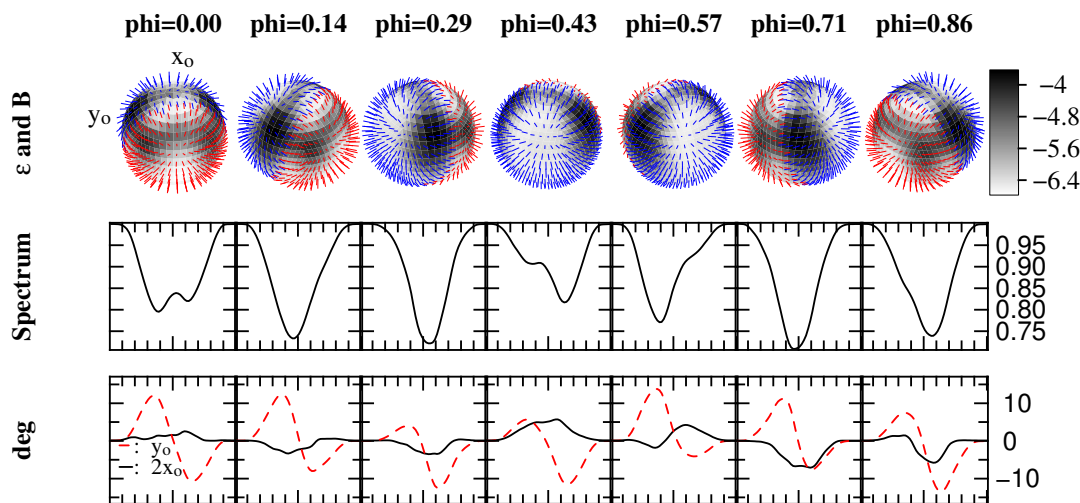 phi=0.00 phi=0.14 phi=0.29 phi=0.43 phi=0.57 phi=0.71 phi=0.86
xo
yo
ε and B
−4
−4.8
−5.6
−6.4
Spectrum
0.95
0.90
0.85
0.80
0.75
deg
−: yo
−: 2xo
10
0
−10